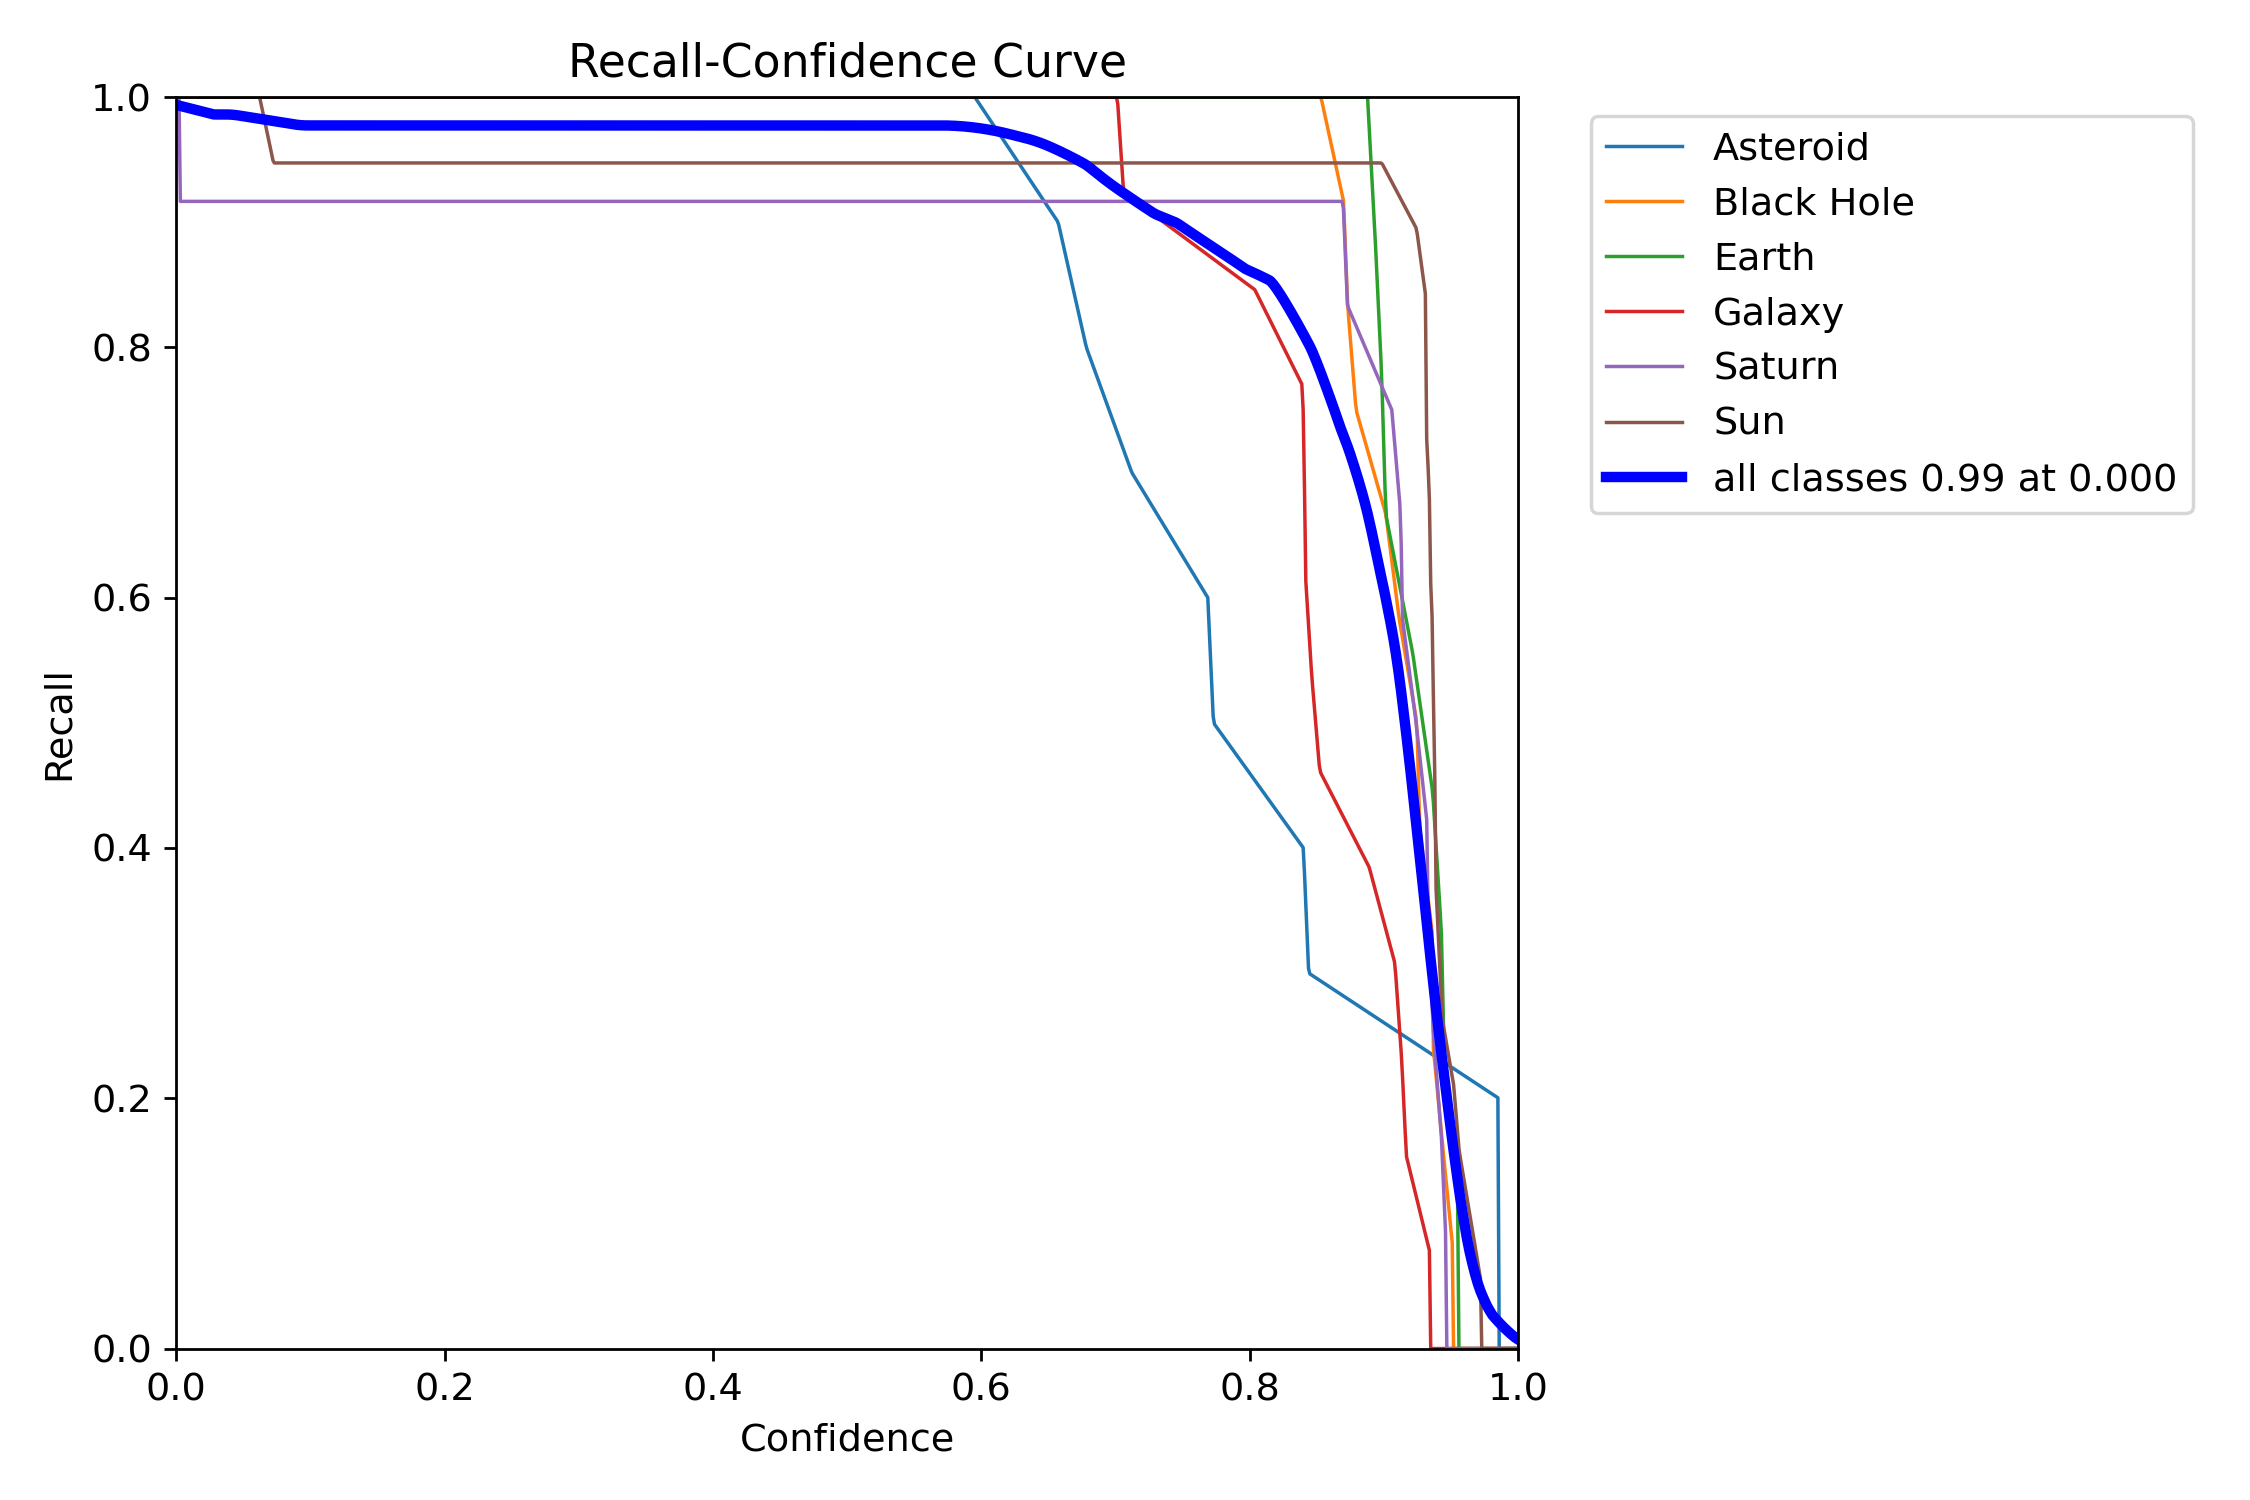 Recall-Confidence Curve
1.0
0.8
0.6
0.4
0.2
0.0
Recall
0.0 0.2 0.4 0.6 0.8 1.0
Confidence
Asteroid
Black Hole
Earth
Galaxy
Saturn
Sun
all classes 0.99 at 0.000